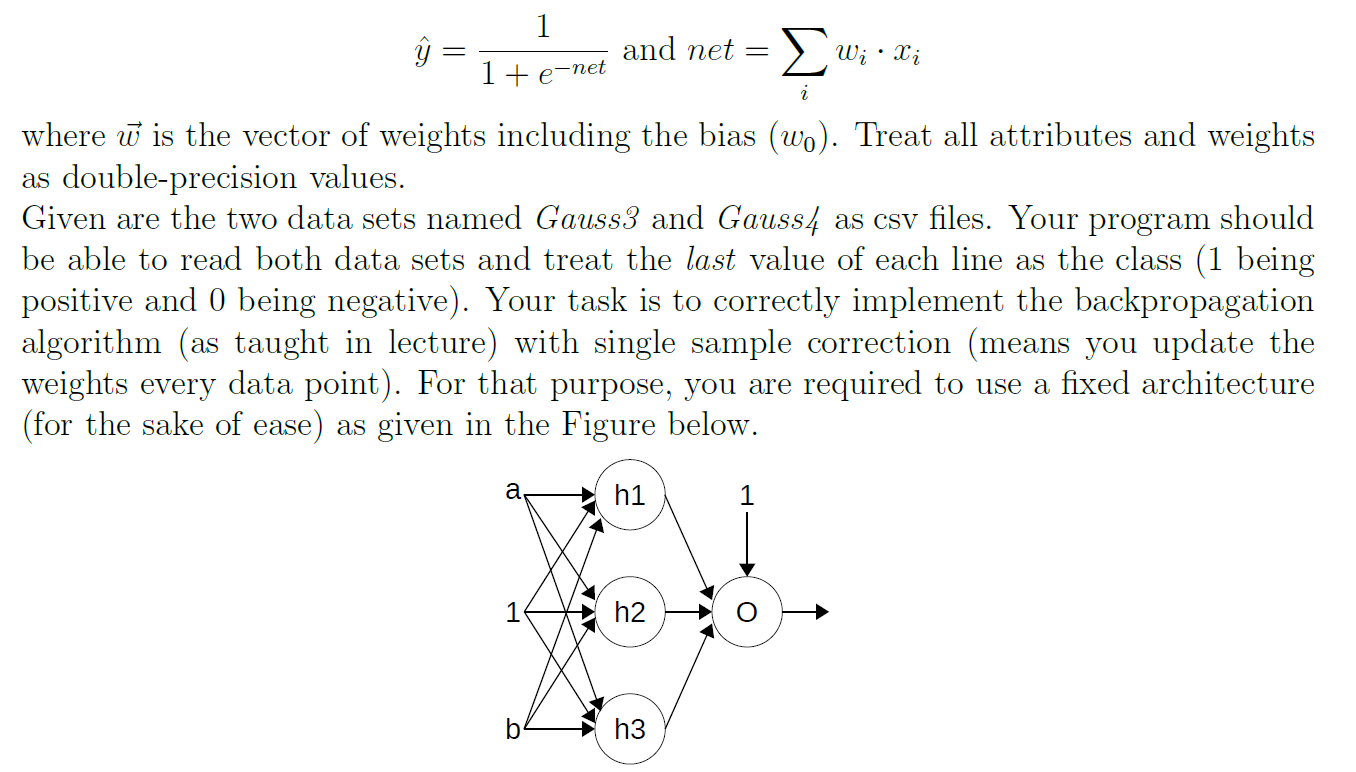 ŷ = 1 / (1 + e^{-net}) and net = ∑_i w_i · x_i
where w⃗ is the vector of weights including the bias (w₀). Treat all attributes and weights
as double-precision values.
Given are the two data sets named Gauss3 and Gauss4 as csv files. Your program should
be able to read both data sets and treat the last value of each line as the class (1 being
positive and 0 being negative). Your task is to correctly implement the backpropagation
algorithm (as taught in lecture) with single sample correction (means you update the
weights every data point). For that purpose, you are required to use a fixed architecture
(for the sake of ease) as given in the Figure below.
a h1 1
1 h2 O
b h3